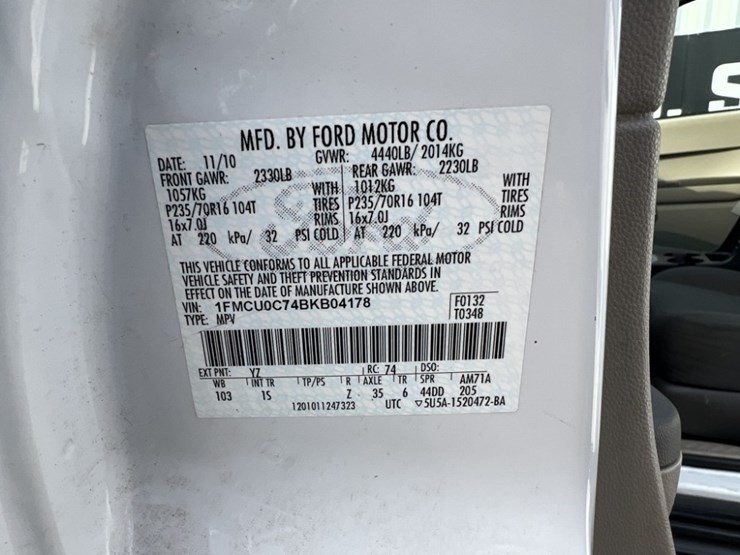 MFD. BY FORD MOTOR CO.
DATE: 11/10 GVWR: 4440LB/ 2014KG
FRONT GAWR: 2330LB REAR GAWR: 2230LB
1057KG WITH 1012KG WITH
P235/70R16 104T TIRES P235/70R16 104T TIRES
16x7.0J RIMS 16x7.0J RIMS
AT 220 kPa/ 32 PSI COLD AT 220 kPa/ 32 PSI COLD
THIS VEHICLE CONFORMS TO ALL APPLICABLE FEDERAL MOTOR
VEHICLE SAFETY AND THEFT PREVENTION STANDARDS IN
EFFECT ON THE DATE OF MANUFACTURE SHOWN ABOVE.
VIN: 1FMCU0C74BKB04178 F0132
TYPE: MPV T0348
EXT PNT: YZ RC: 74 DSO:
WB INT TR TP/PS R AXLE TR SPR AM71A
103 IS Z 35 6 44DD 205
1201011247323 UTC ▽5U5A-1520472-BA
Ford
S